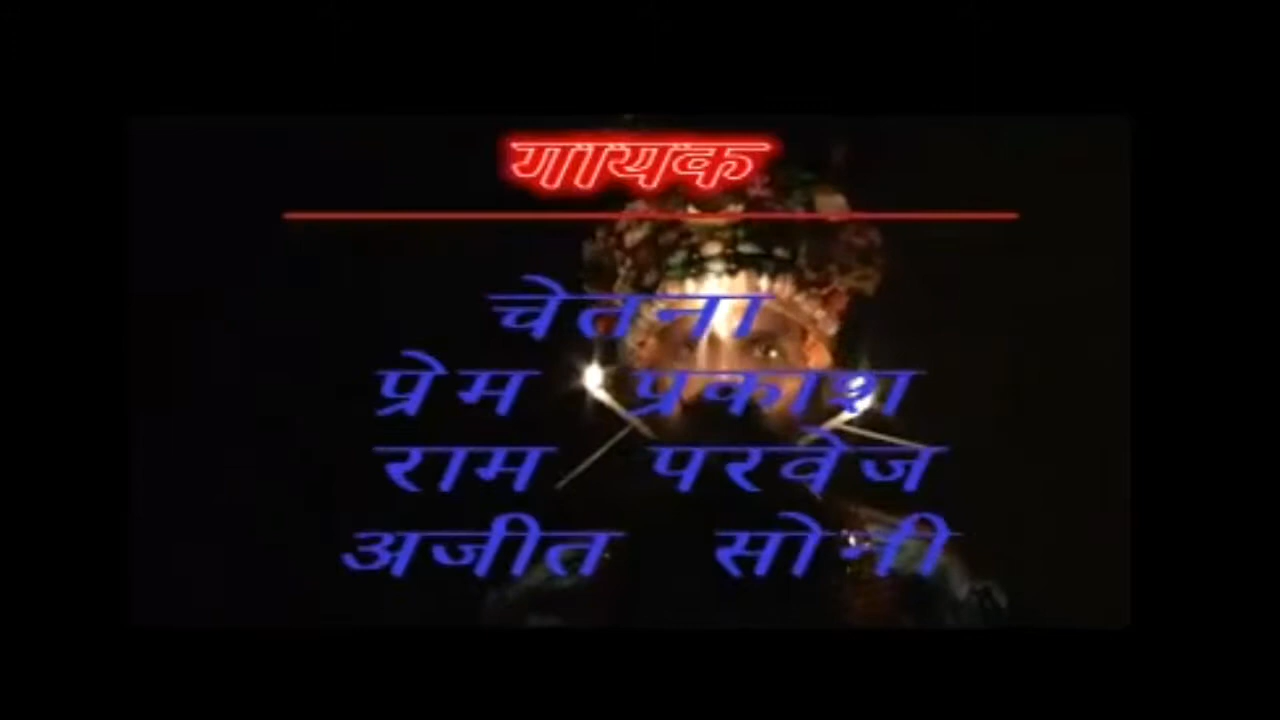 गायक
चेतना
प्रेम प्रकाश
राम परवेज
अजीत सोनी